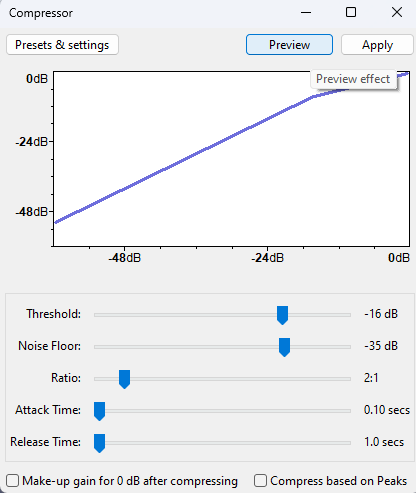 Compressor
Presets & settings Preview Apply
Preview effect
0dB
-24dB
-48dB
-48dB -24dB 0dB
Threshold: -16 dB
Noise Floor: -35 dB
Ratio: 2:1
Attack Time: 0.10 secs
Release Time: 1.0 secs
Make-up gain for 0 dB after compressing Compress based on Peaks